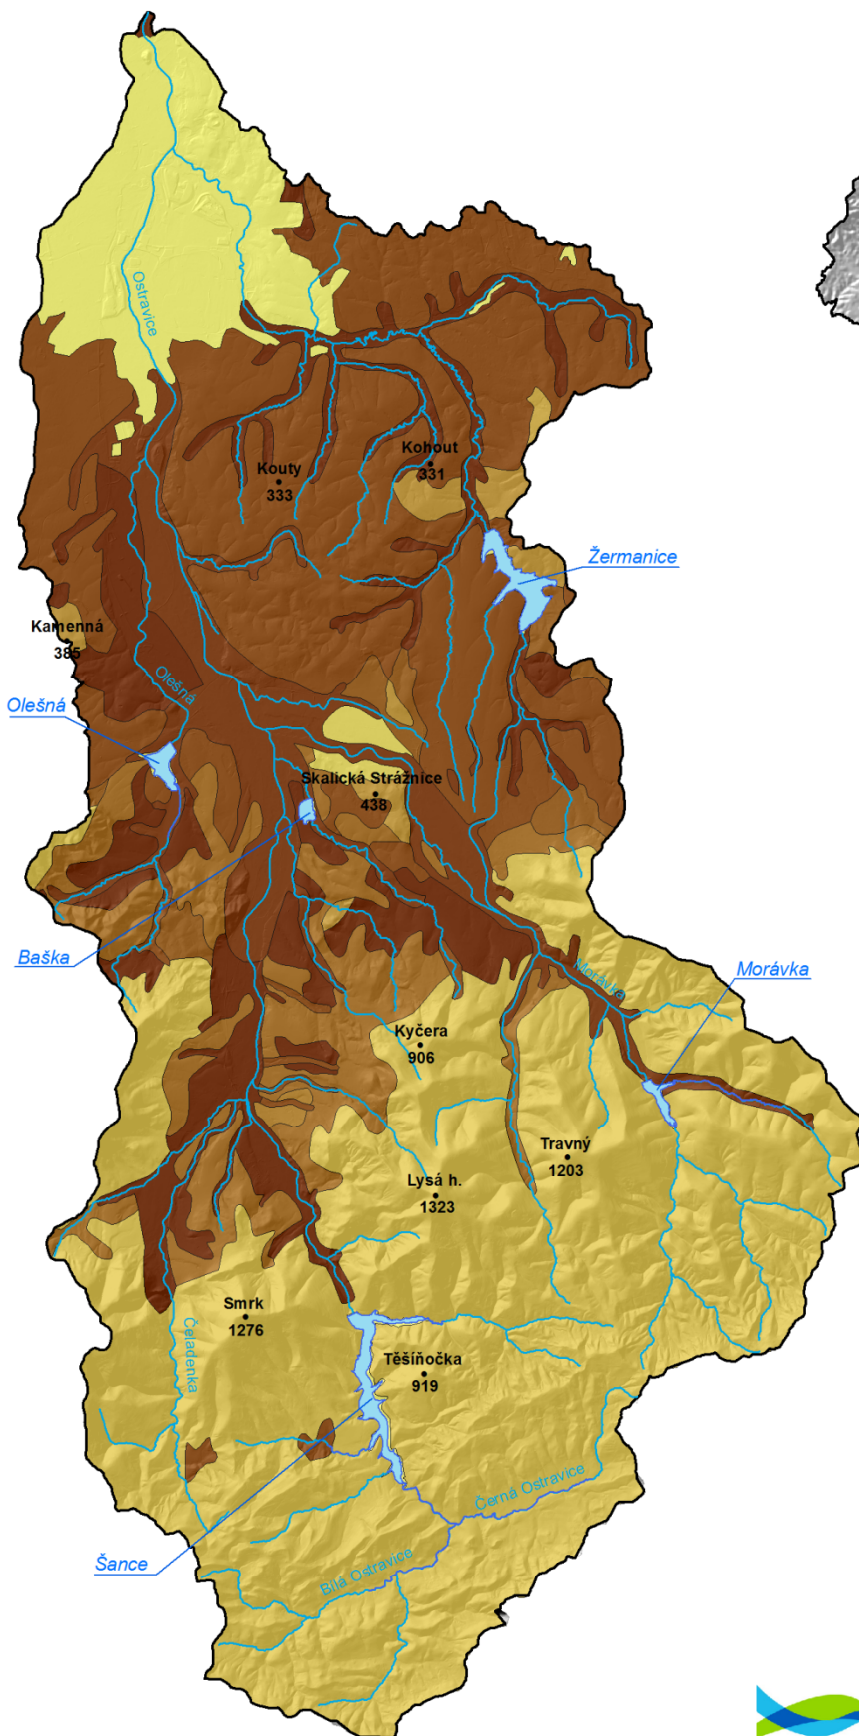 Ostravice
Kohout
331
Kouty
333
Žermanice
Kamenná
385
Olešná
Olešná
Skalická Strážnice
438
Baška
Morávka
Morávka
Kyčera
906
Travný
1203
Lysá h.
1323
Smrk
1276
Čeladenka
Těšíňočka
919
Černá Ostravice
Šance
Bílá Ostravice